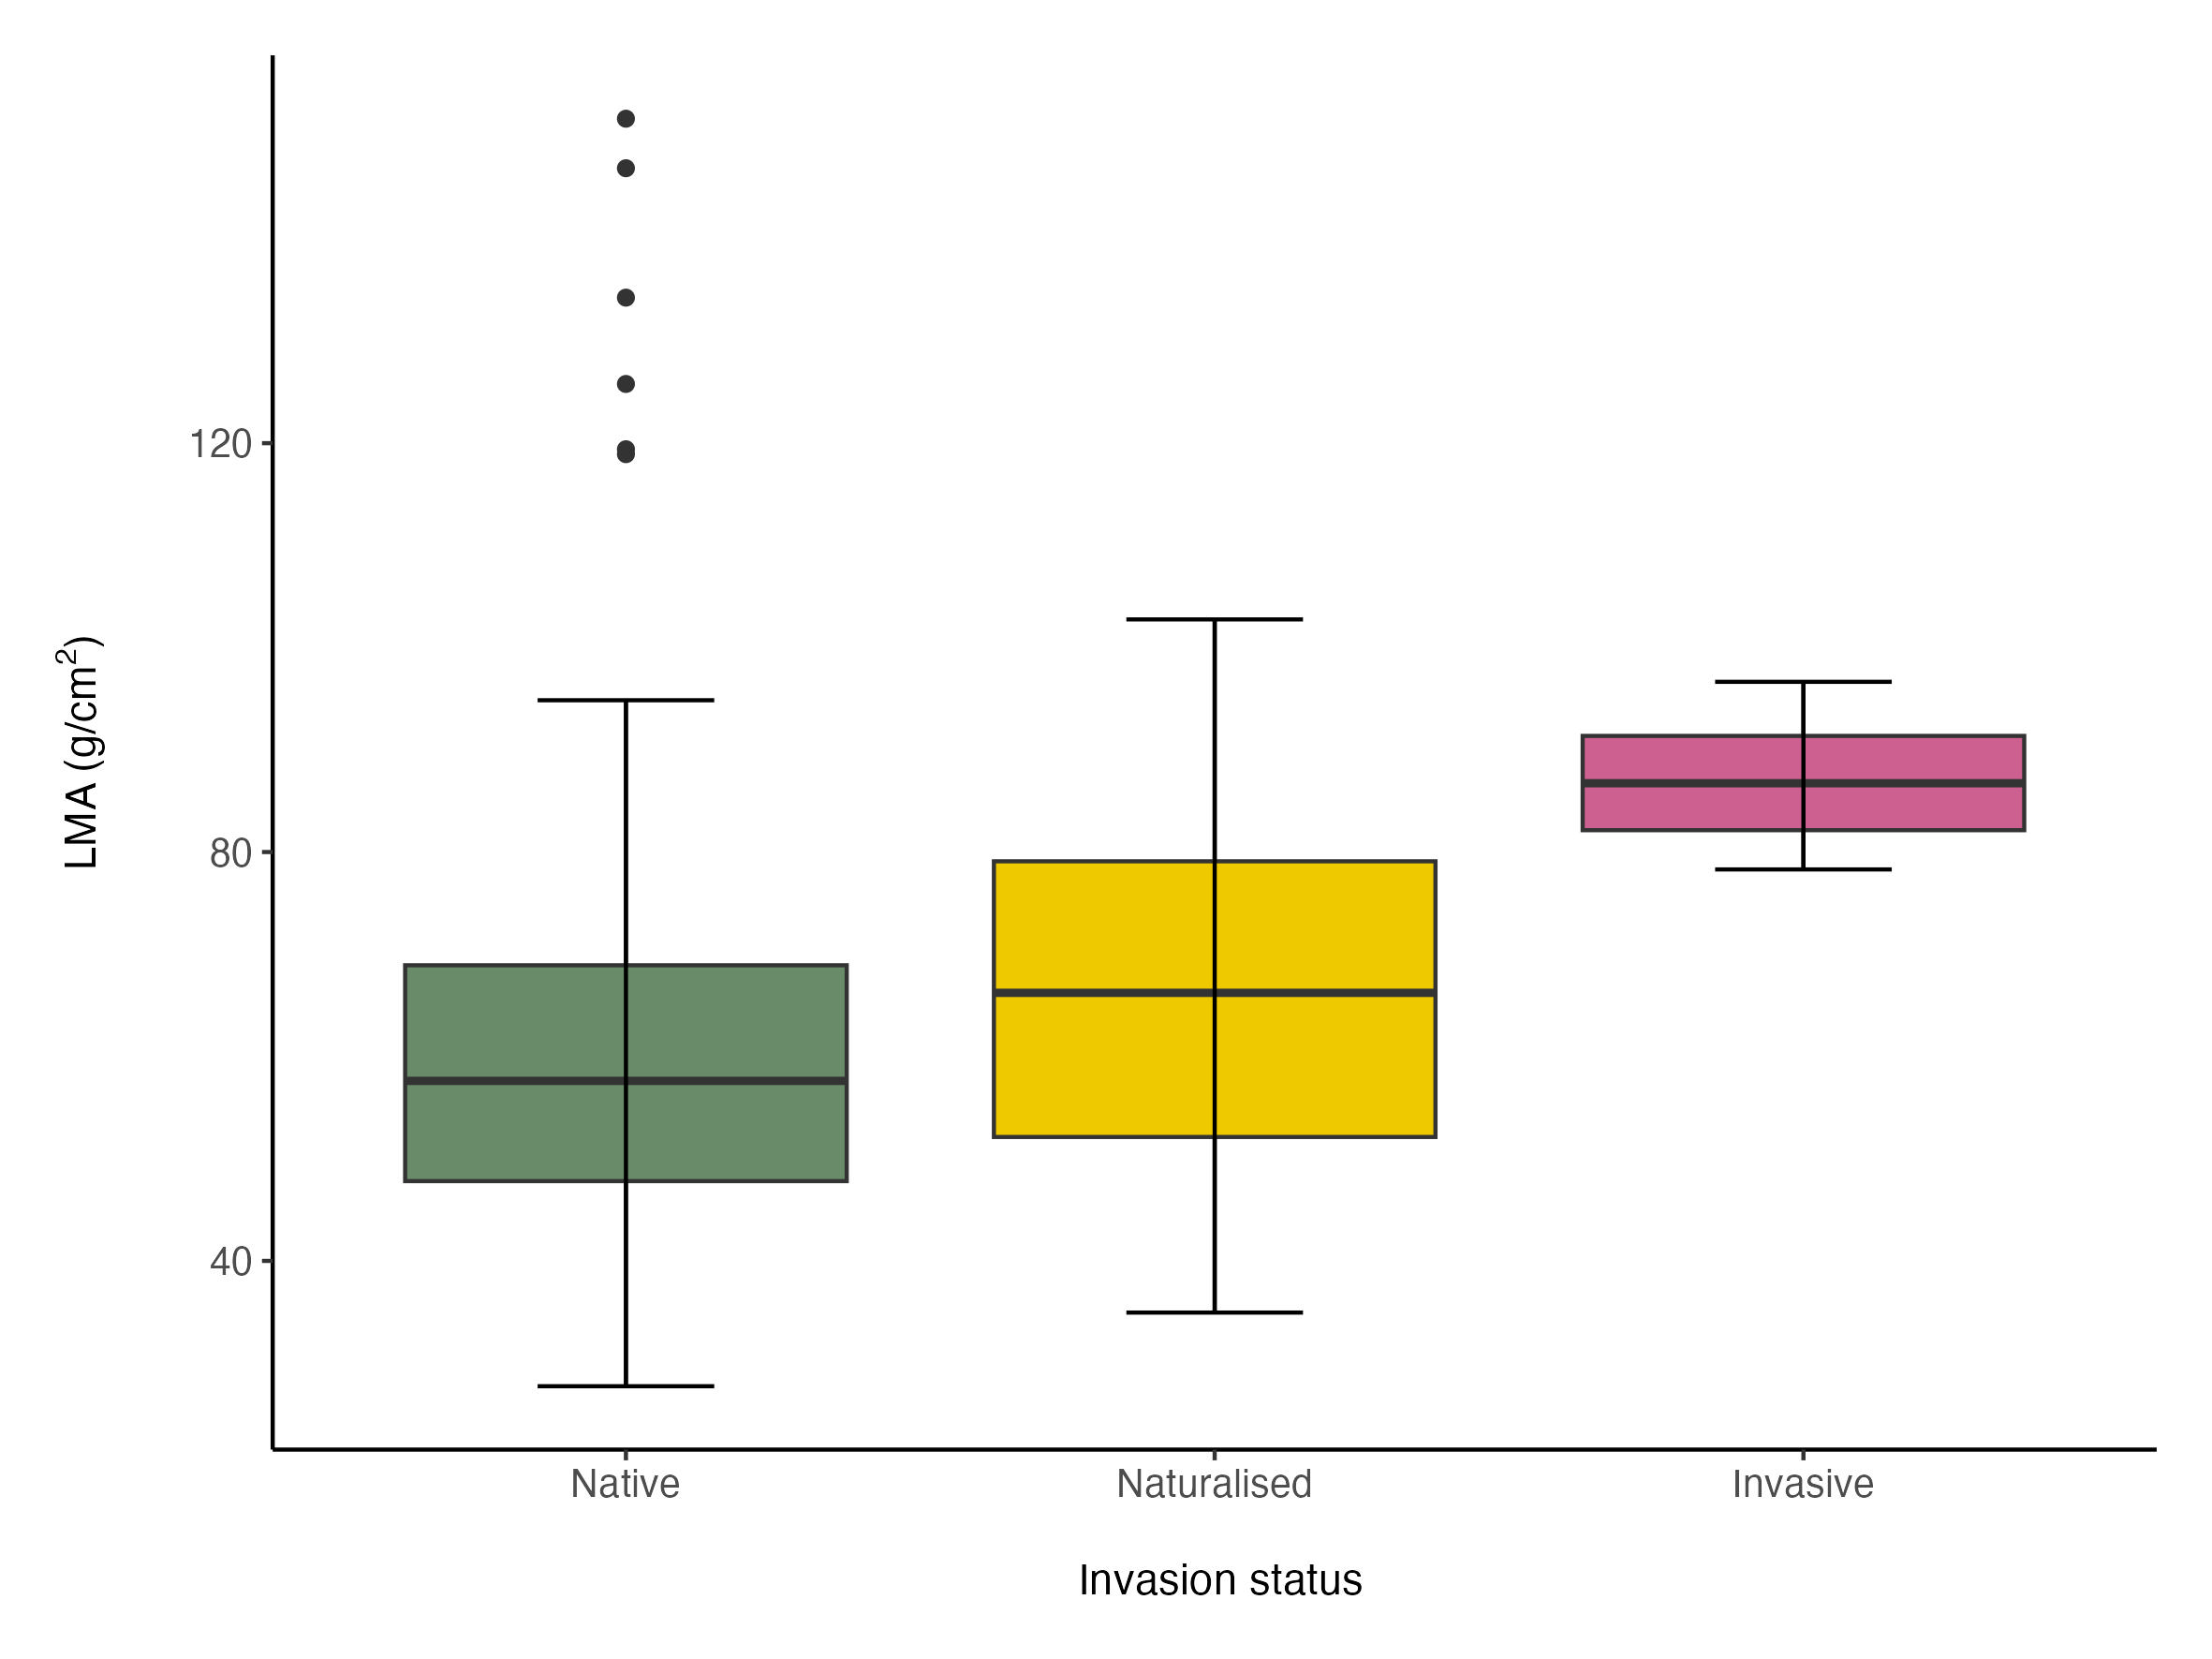 LMA (g/cm²)
120
80
40
Native
Naturalised
Invasive
Invasion status